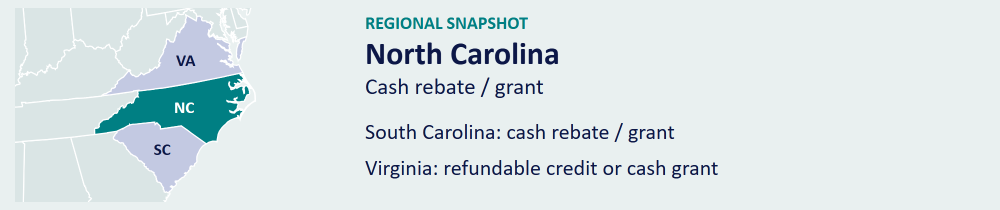 VA
NC
SC
REGIONAL SNAPSHOT
North Carolina
Cash rebate / grant
South Carolina: cash rebate / grant
Virginia: refundable credit or cash grant